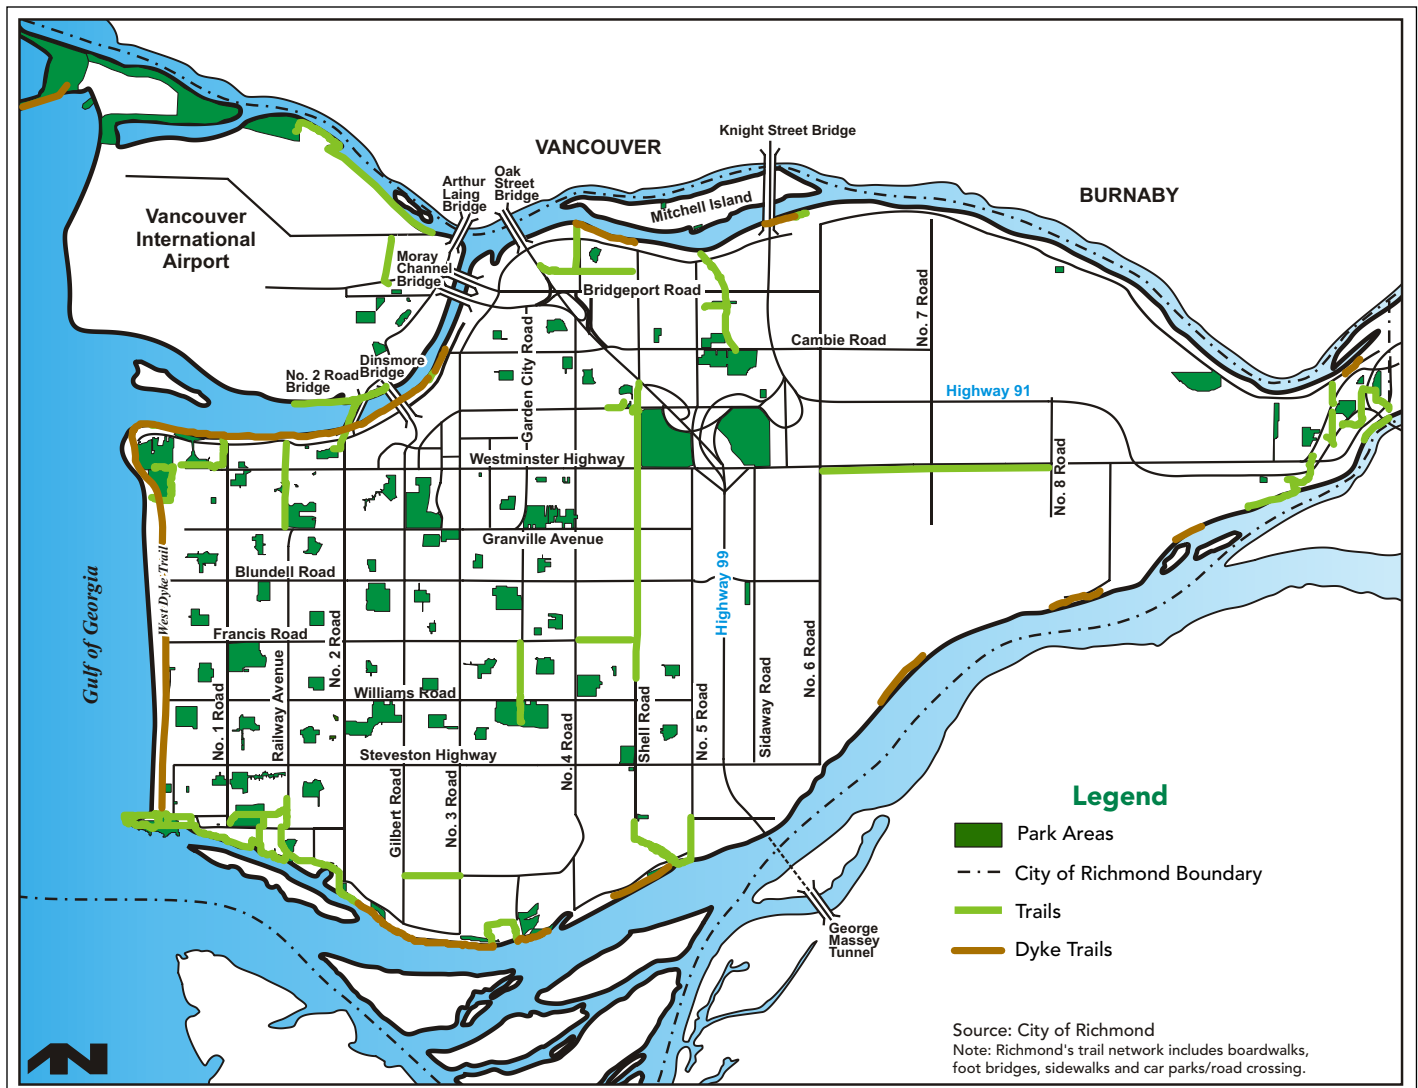 VANCOUVER
Knight Street Bridge
BURNABY
Oak
Street
Bridge
Arthur
Laing
Bridge
Mitchell Island
Vancouver
International
Airport
Moray
Channel
Bridge
Bridgeport Road
No. 7 Road
Cambie Road
Garden City Road
Dinsmore
Bridge
No. 2 Road
Bridge
Highway 91
Westminster Highway
No. 8 Road
Granville Avenue
West Dyke Trail
Blundell Road
Highway 99
Gulf of Georgia
Francis Road
No. 2 Road
Railway Avenue
No. 1 Road
Williams Road
Shell Road
No. 5 Road
Sidaway Road
No. 6 Road
No. 4 Road
Steveston Highway
Gilbert Road
No. 3 Road
George
Massey
Tunnel
Legend
Park Areas
City of Richmond Boundary
Trails
Dyke Trails
Source: City of Richmond
Note: Richmond's trail network includes boardwalks,
foot bridges, sidewalks and car parks/road crossing.
N